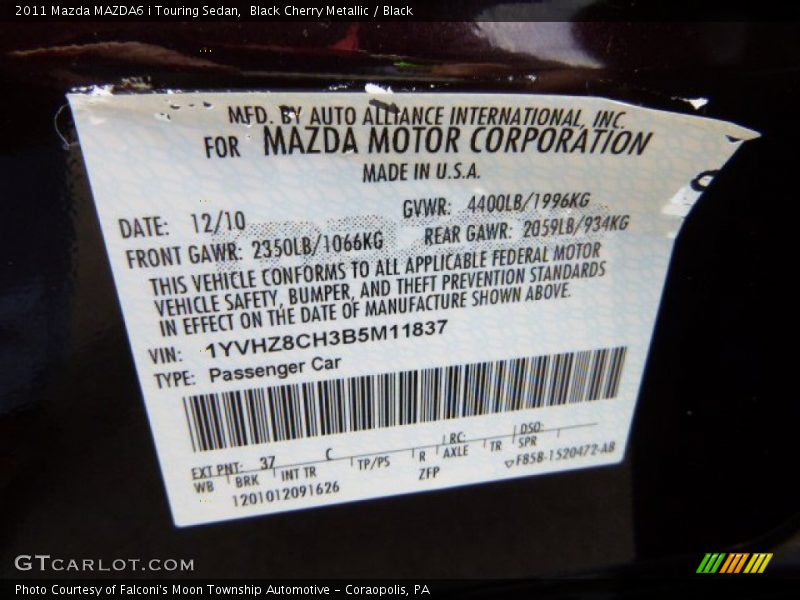 2011 Mazda MAZDA6 i Touring Sedan,  Black Cherry Metallic / Black
MFD. BY AUTO ALLIANCE INTERNATIONAL, INC.
FOR MAZDA MOTOR CORPORATION
MADE IN U.S.A.
DATE: 12/10 GVWR: 4400LB/1996KG
FRONT GAWR: 2350LB/1066KG REAR GAWR: 2059LB/934KG
THIS VEHICLE CONFORMS TO ALL APPLICABLE FEDERAL MOTOR
VEHICLE SAFETY, BUMPER, AND THEFT PREVENTION STANDARDS
IN EFFECT ON THE DATE OF MANUFACTURE SHOWN ABOVE.
VIN: 1YVHZ8CH3B5M11837
TYPE: Passenger Car
EXT PNT: 37 C RC: DSO:
WB BRK INT TR TP/PS R AXLE TR SPR
1201012091626 ZFP F85B-1520472-AB
GTCARLOT.COM
Photo Courtesy of Falconi's Moon Township Automotive - Coraopolis, PA